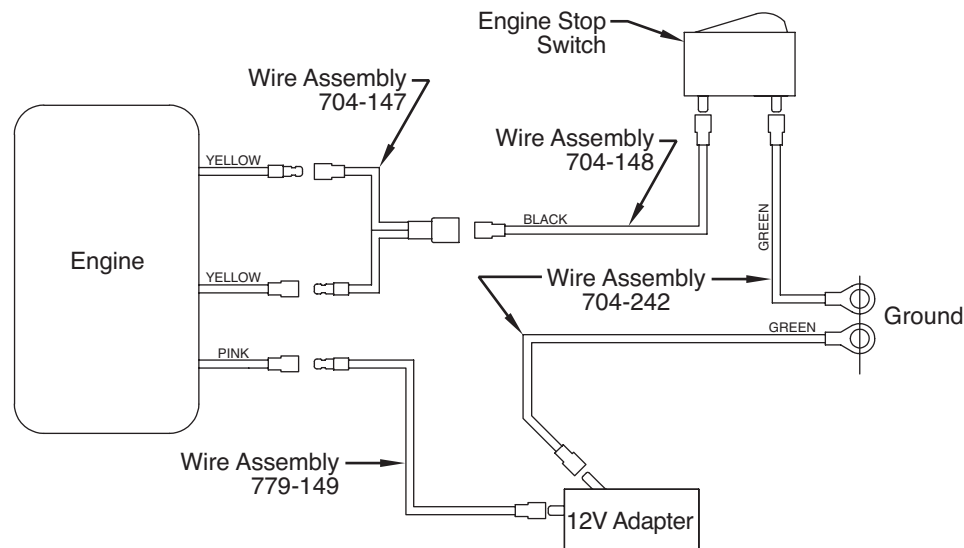 Engine Stop
Switch
Wire Assembly
704-147
Wire Assembly
704-148
YELLOW
BLACK
GREEN
Engine
YELLOW
Wire Assembly
704-242
Ground
GREEN
PINK
Wire Assembly
779-149
12V Adapter